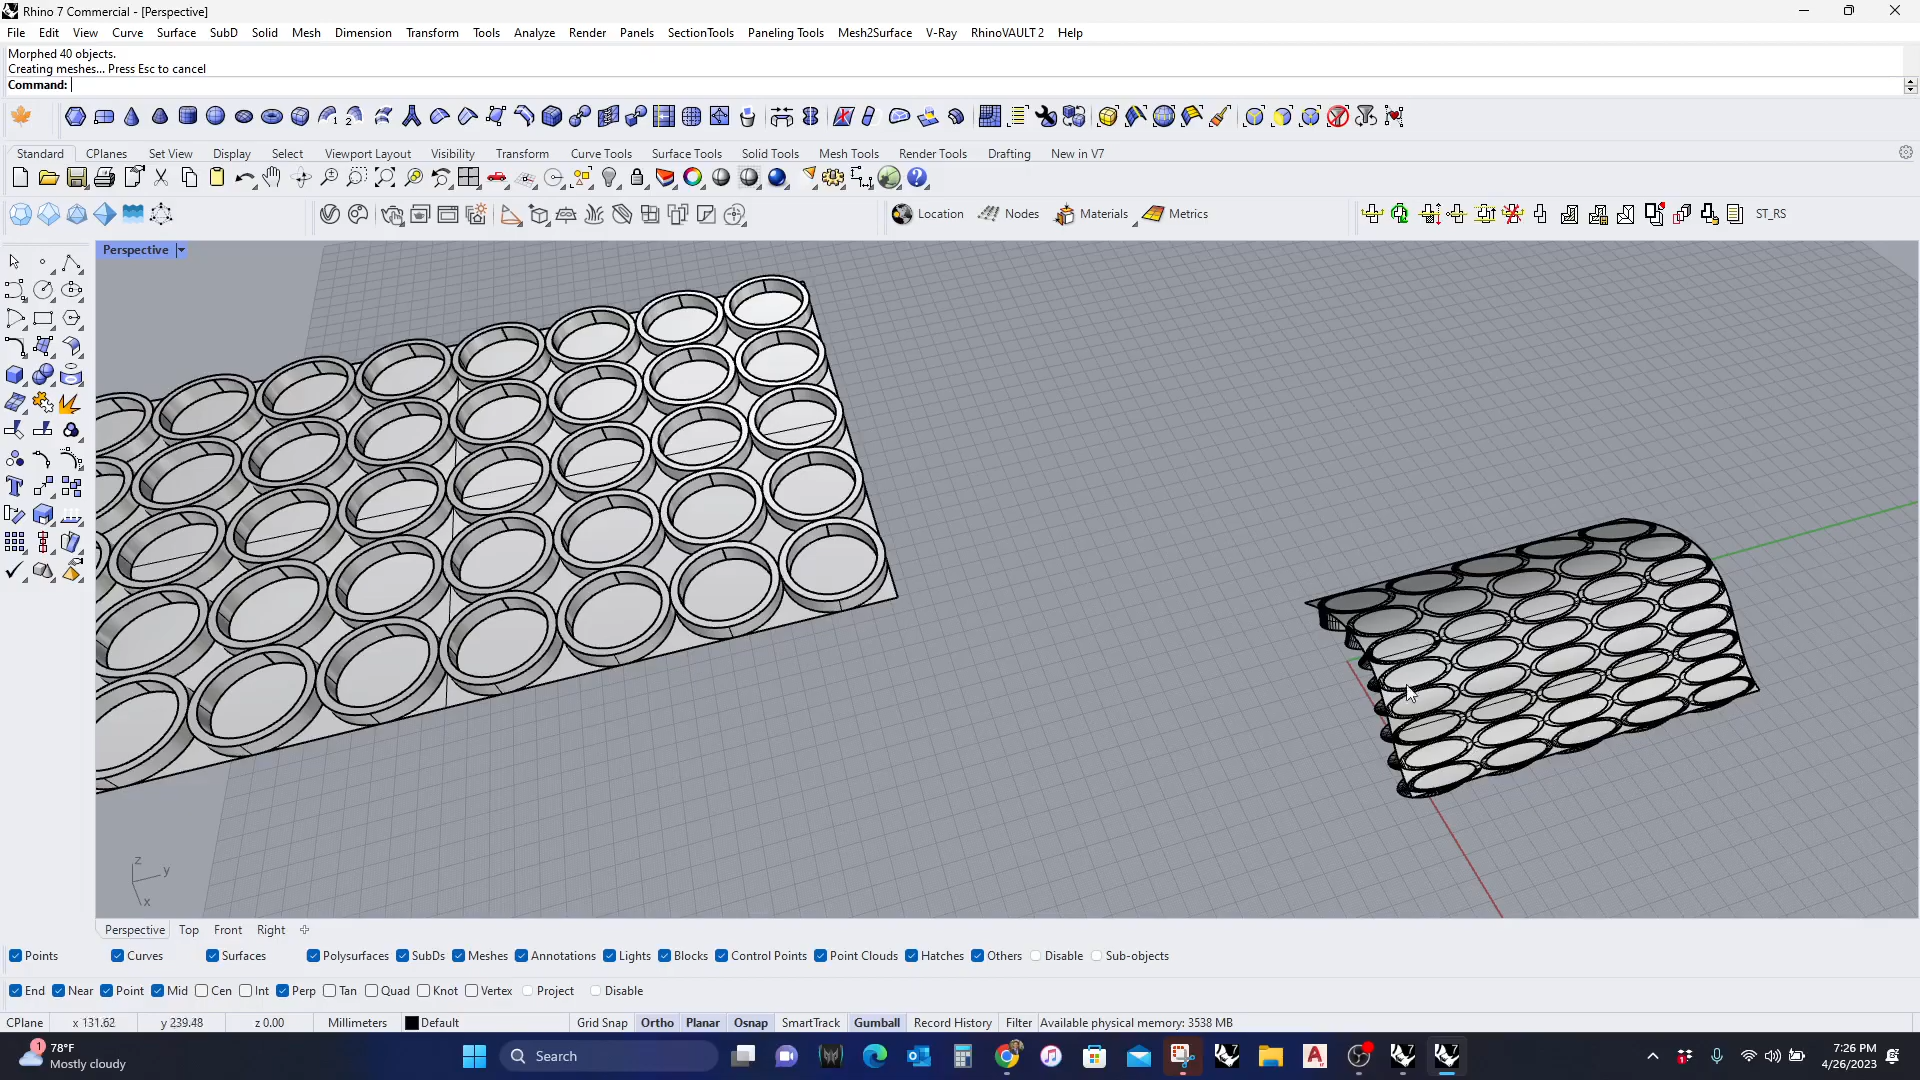 Rhino 7 Commercial - [Perspective]
File Edit View Curve Surface SubD Solid Mesh Dimension Transform Tools Analyze Render Panels SectionTools Paneling Tools Mesh2Surface V-Ray RhinoVAULT 2 Help
Morphed 40 objects.
Creating meshes... Press Esc to cancel
Command:
Standard CPlanes Set View Display Select Viewport Layout Visibility Transform Curve Tools Surface Tools Solid Tools Mesh Tools Render Tools Drafting New in V7
Location Nodes Materials Metrics ST_RS
Perspective
z
y
x
Perspective Top Front Right
Points Curves Surfaces Polysurfaces SubDs Meshes Annotations Lights Blocks Control Points Point Clouds Hatches Others Disable Sub-objects
End Near Point Mid Cen Int Perp Tan Quad Knot Vertex Project Disable
CPlane x 131.62 y 239.48 z 0.00 Millimeters Default Grid Snap Ortho Planar Osnap SmartTrack Gumball Record History Filter Available physical memory: 3538 MB
1
78°F
Mostly cloudy
Search
7:26 PM
4/26/2023